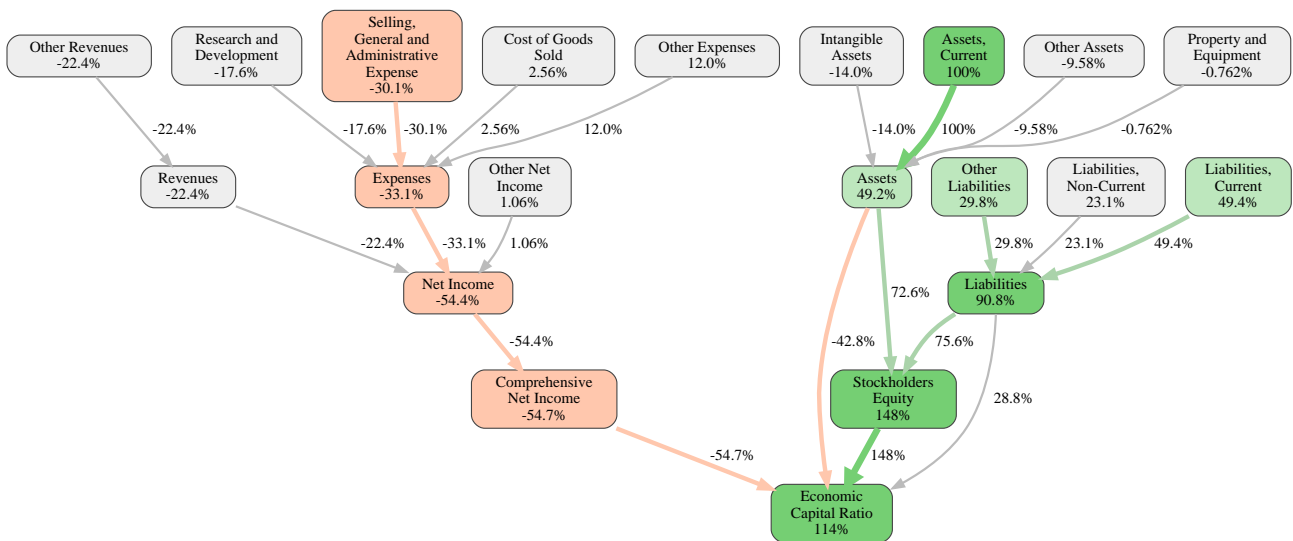 Other Revenues
-22.4%
Research and
Development
-17.6%
Selling,
General and
Administrative
Expense
-30.1%
Cost of Goods
Sold
2.56%
Other Expenses
12.0%
Intangible
Assets
-14.0%
Assets,
Current
100%
Other Assets
-9.58%
Property and
Equipment
-0.762%
-22.4%
-17.6%
-30.1%
2.56%
12.0%
-14.0%
100%
-9.58%
-0.762%
Revenues
-22.4%
Expenses
-33.1%
Other Net
Income
1.06%
Assets
49.2%
Other
Liabilities
29.8%
Liabilities,
Non-Current
23.1%
Liabilities,
Current
49.4%
-22.4%
-33.1%
1.06%
29.8%
23.1%
49.4%
Net Income
-54.4%
72.6%
Liabilities
90.8%
-54.4%
-42.8%
75.6%
Comprehensive
Net Income
-54.7%
Stockholders
Equity
148%
28.8%
-54.7%
148%
Economic
Capital Ratio
114%